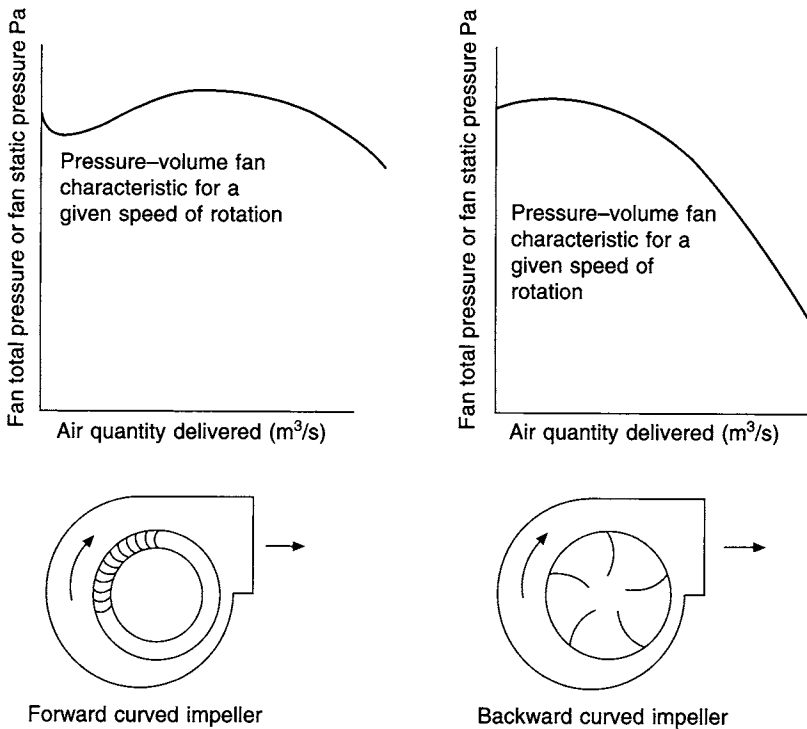 Fan total pressure or fan static pressure Pa
Pressure–volume fan
characteristic for a
given speed of rotation
Air quantity delivered (m³/s)
Forward curved impeller
Fan total pressure or fan static pressure Pa
Pressure–volume fan
characteristic for a
given speed of
rotation
Air quantity delivered (m³/s)
Backward curved impeller